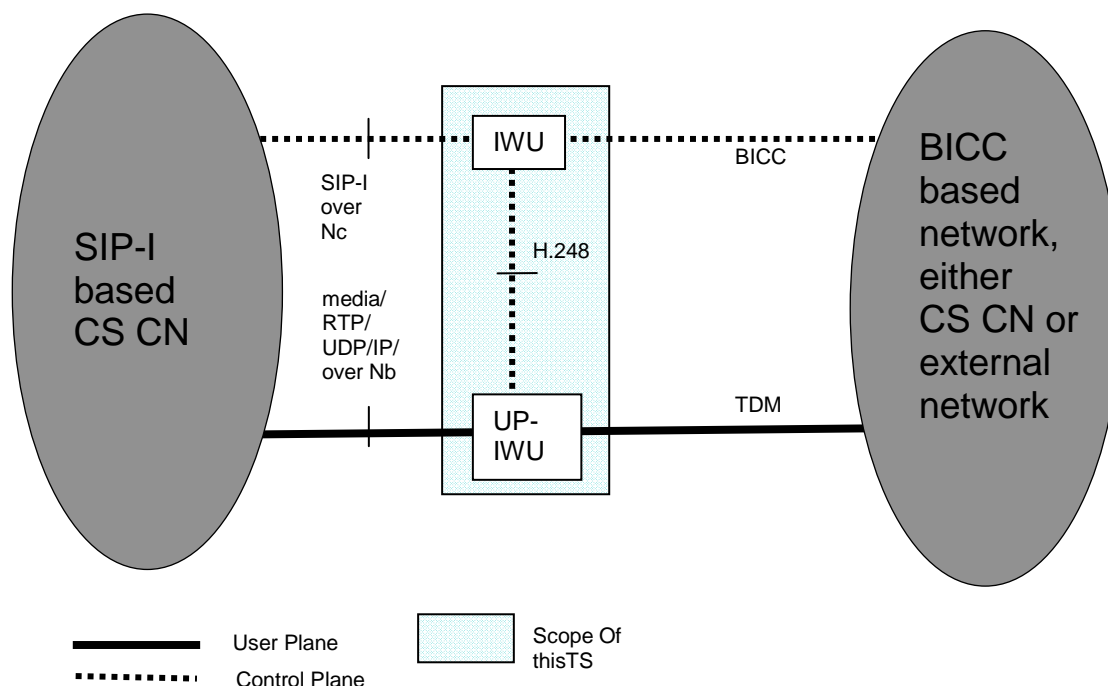 SIP-I
based
CS CN
SIP-I
over
Nc
media/
RTP/
UDP/IP/
over Nb
IWU
H.248
UP-
IWU
BICC
TDM
BICC
based
network,
either
CS CN or
external
network
User Plane
Control Plane
Scope Of
thisTS